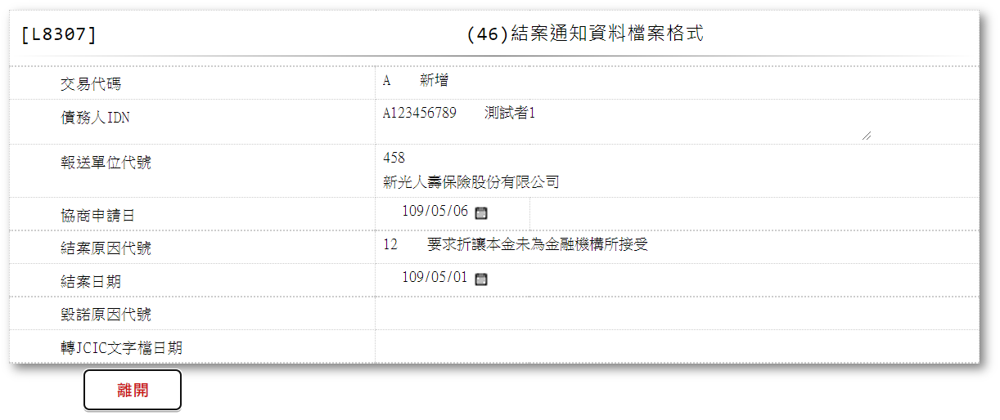 [L8307] (46)結案通知資料檔案格式
交易代碼 A 新增
債務人IDN A123456789 測試者1
報送單位代號 458
新光人壽保險股份有限公司
協商申請日 109/05/06
結案原因代號 12 要求折讓本金未為金融機構所接受
結案日期 109/05/01
毀諾原因代號
轉JCIC文字檔日期
離開